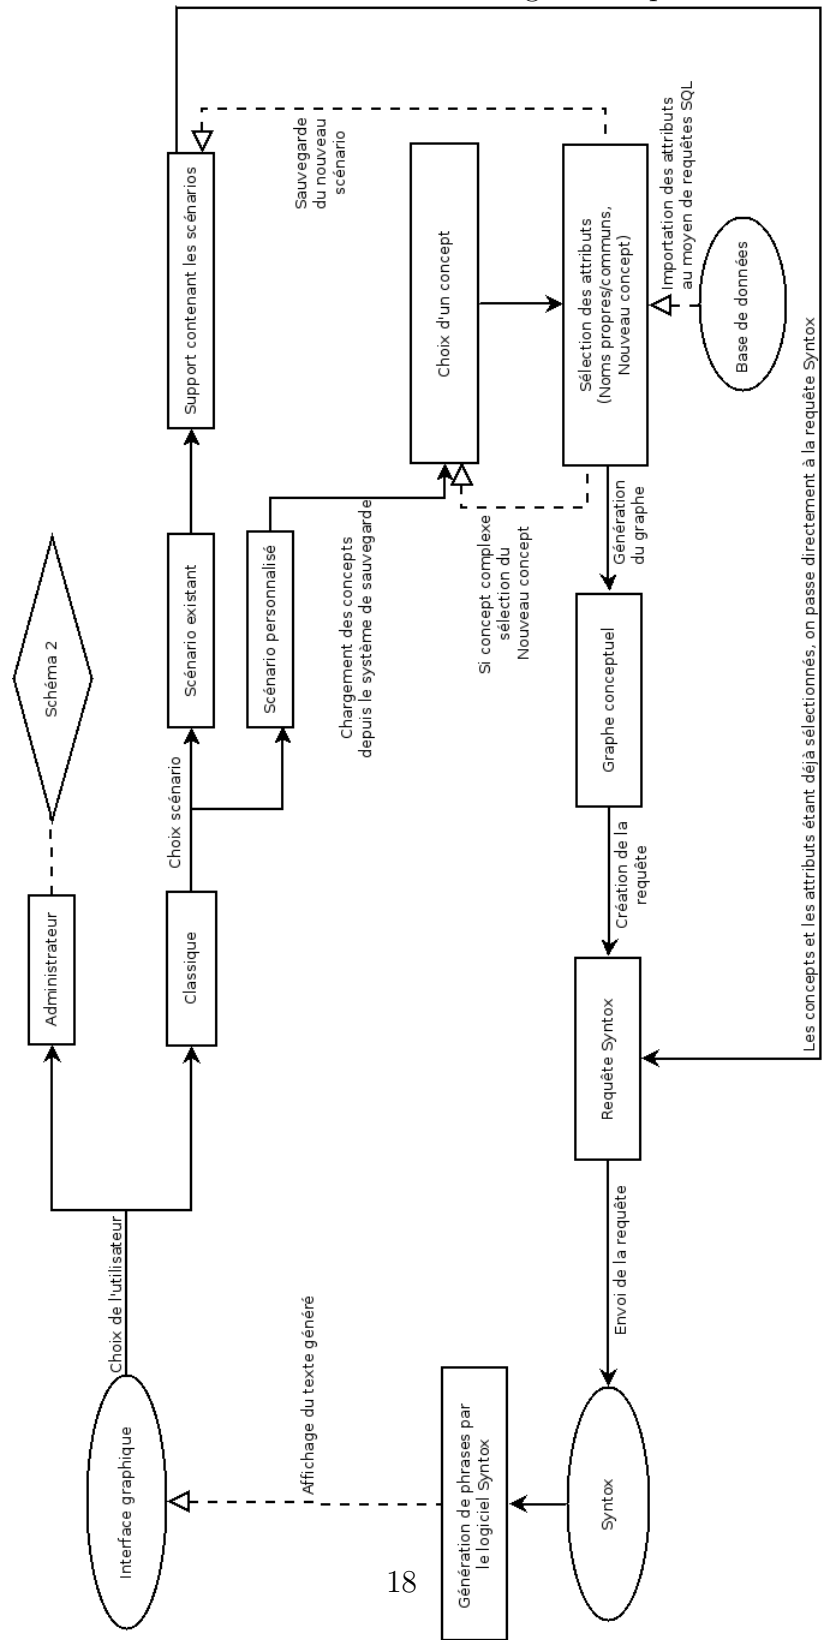 Interface graphique
Choix de l'utilisateur
Administrateur
Schéma 2
Classique
Choix scénario
Scénario existant
Support contenant les scénarios
Scénario personnalisé
Chargement des concepts
depuis le système de sauvegarde
Sauvegarde
du nouveau
scénario
Choix d'un concept
Si concept complexe
sélection du
Nouveau concept
Sélection des attributs
(Noms propres/communs,
Nouveau concept)
Importation des attributs
au moyen de requêtes SQL
Base de données
Génération
du graphe
Graphe conceptuel
Création de la
requête
Requête Syntox
Les concepts et les attributs étant déjà sélectionnés, on passe directement à la requête Syntox
Envoi de la requête
Syntox
Génération de phrases par
le logiciel Syntox
Affichage du texte généré
18